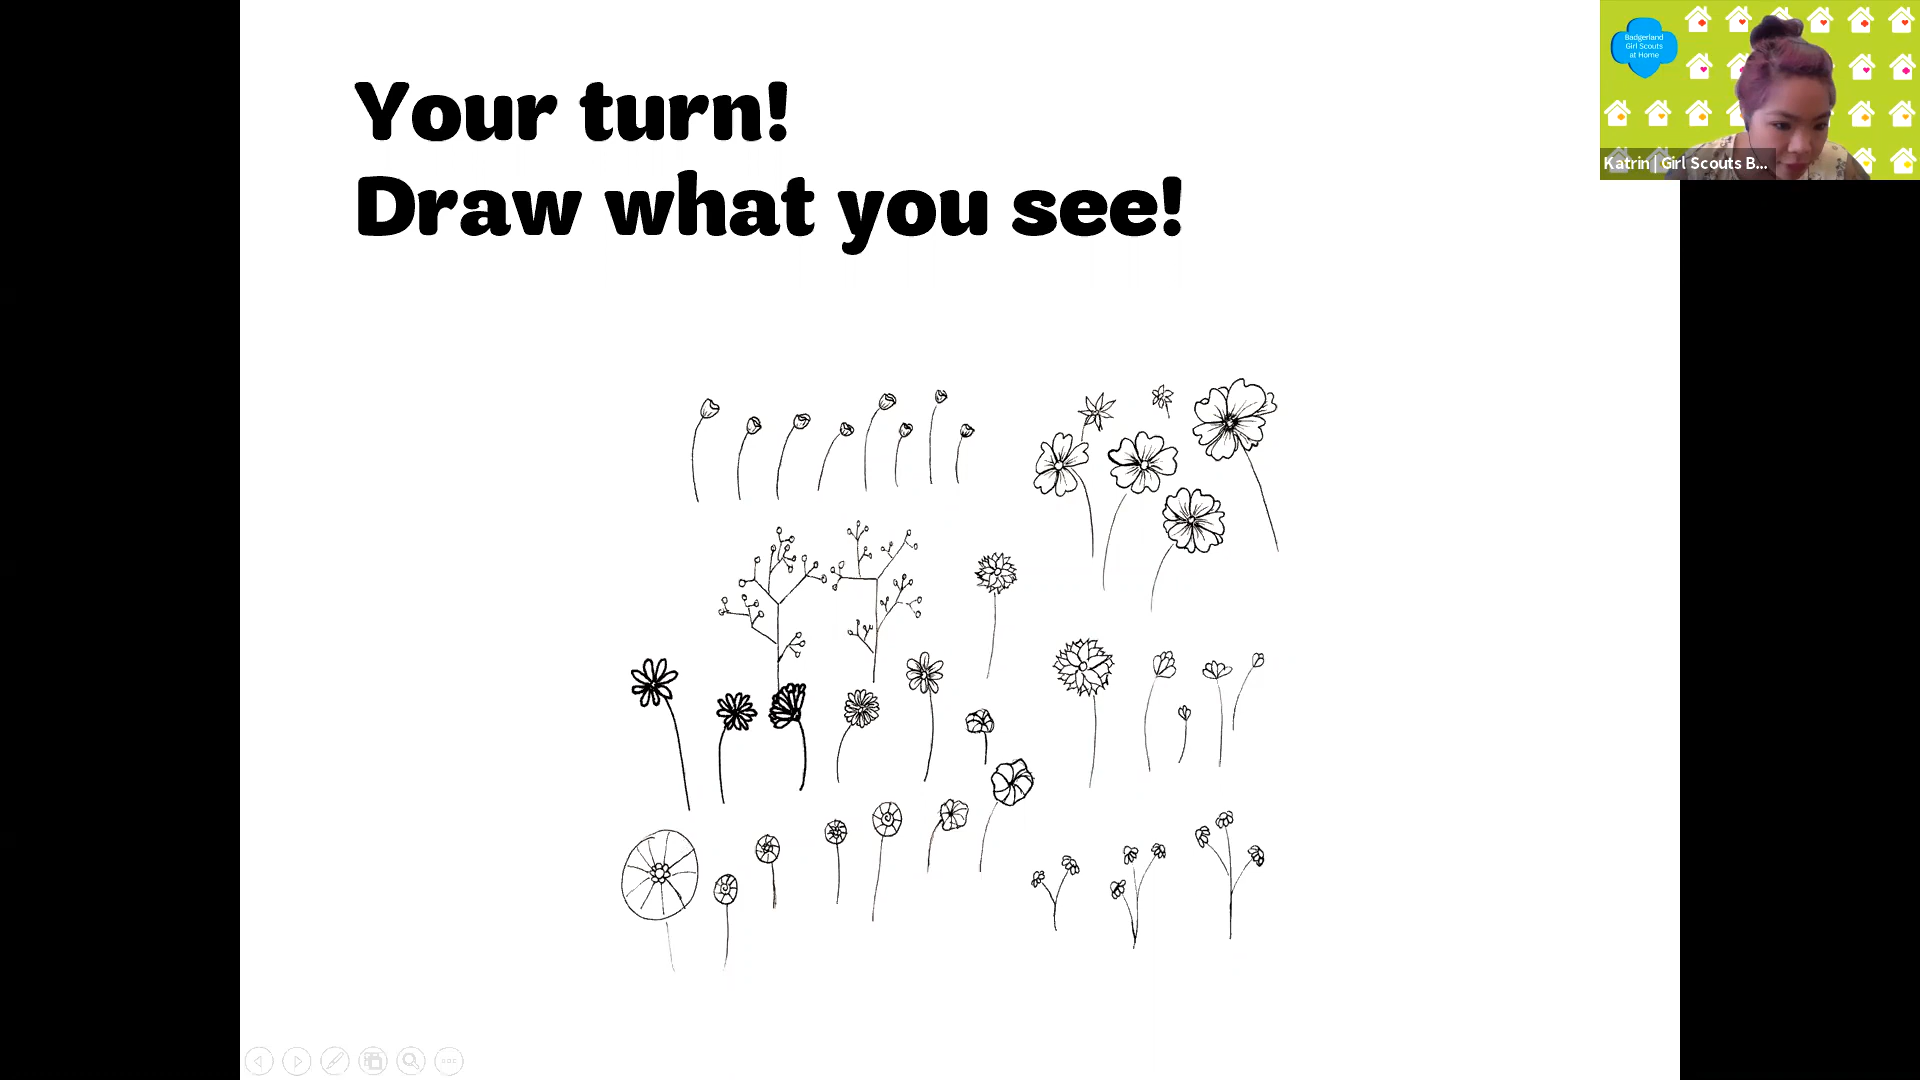 Your turn!
Draw what you see!
Badgerland
Girl Scouts
at Home
Katrin | Girl Scouts B...